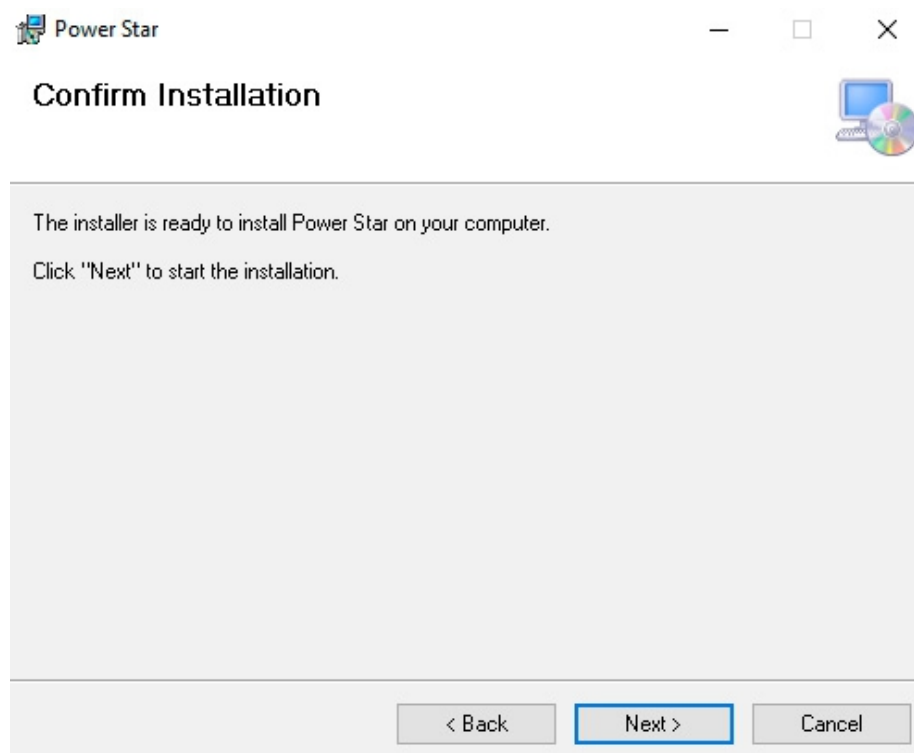 Power Star
Confirm Installation
The installer is ready to install Power Star on your computer.
Click "Next" to start the installation.
< Back
Next >
Cancel